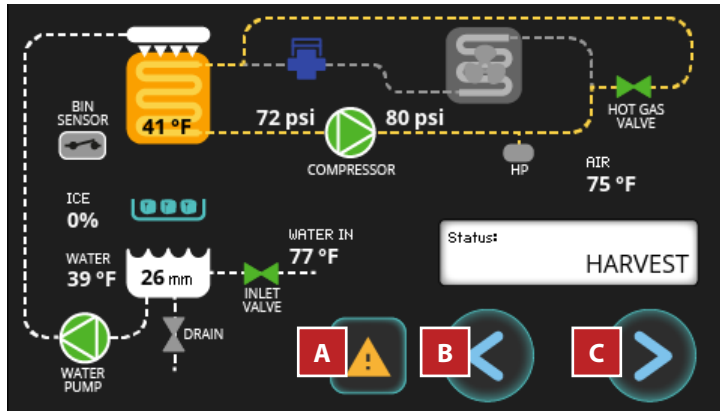 BIN
SENSOR
41 °F
72 psi
80 psi
COMPRESSOR
HP
HOT GAS
VALVE
AIR
75 °F
ICE
0%
WATER
39 °F
26 mm
WATER IN
77 °F
INLET
VALVE
DRAIN
WATER
PUMP
Status:
HARVEST
A
B
C